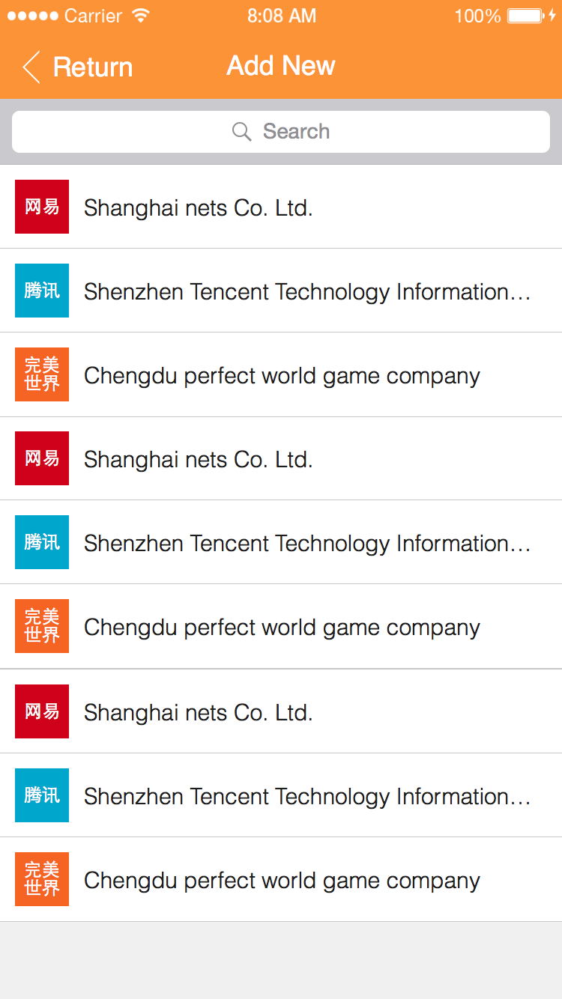 Carrier 8:08 AM 100%
Return Add New
Search
网易 Shanghai nets Co. Ltd.
腾讯 Shenzhen Tencent Technology Information...
完美
世界 Chengdu perfect world game company
网易 Shanghai nets Co. Ltd.
腾讯 Shenzhen Tencent Technology Information...
完美
世界 Chengdu perfect world game company
网易 Shanghai nets Co. Ltd.
腾讯 Shenzhen Tencent Technology Information...
完美
世界 Chengdu perfect world game company